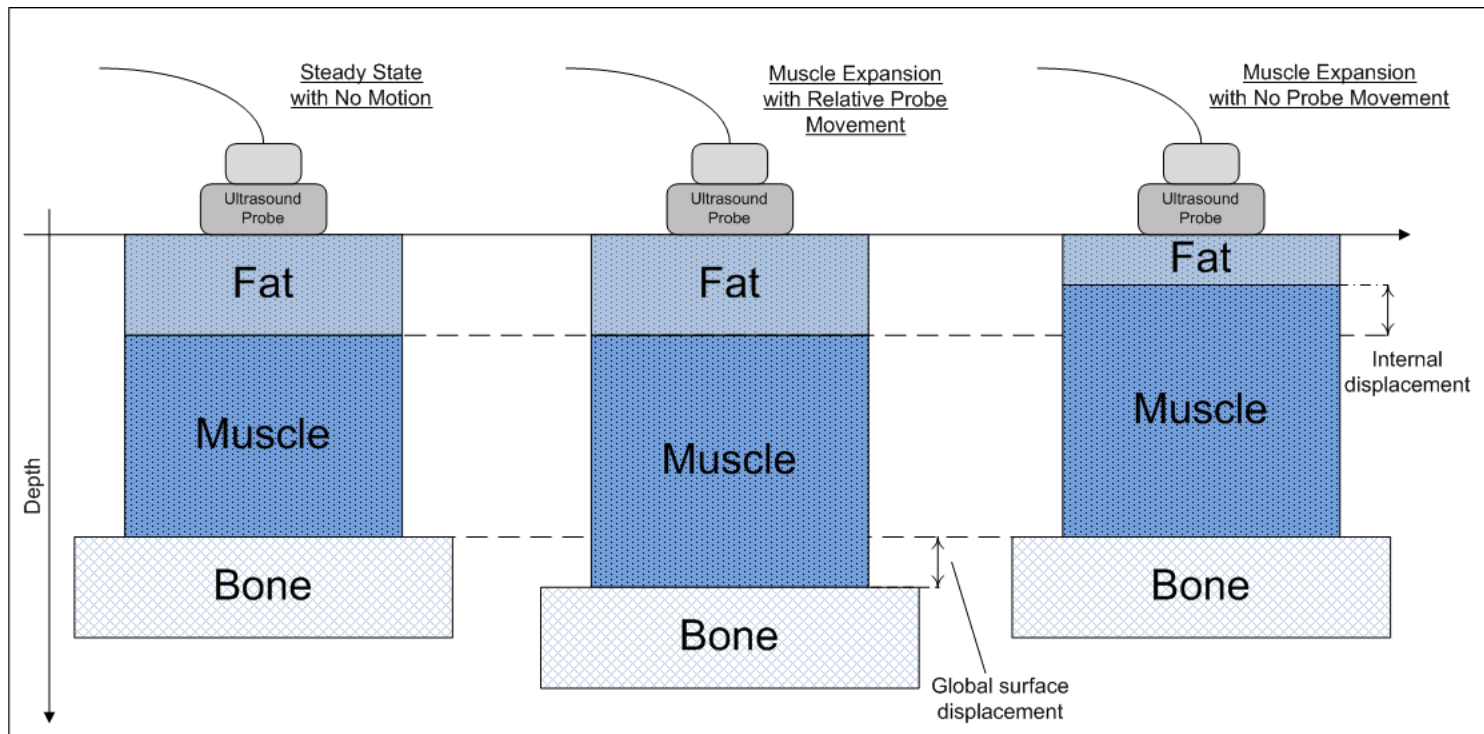 Steady State
with No Motion
Muscle Expansion
with Relative Probe
Movement
Muscle Expansion
with No Probe Movement
Ultrasound
Probe
Ultrasound
Probe
Ultrasound
Probe
Fat
Fat
Fat
Internal
displacement
Muscle
Muscle
Muscle
Depth
Bone
Bone
Bone
Global surface
displacement